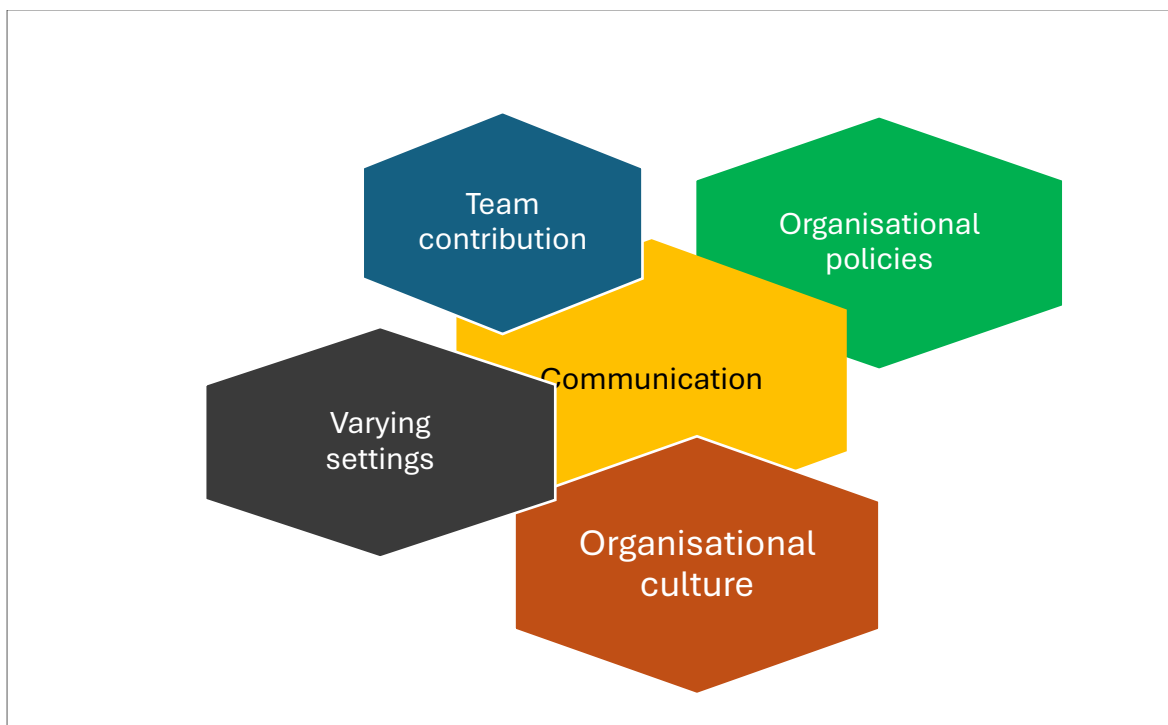 Team
contribution
Organisational
policies
Communication
Varying
settings
Organisational
culture